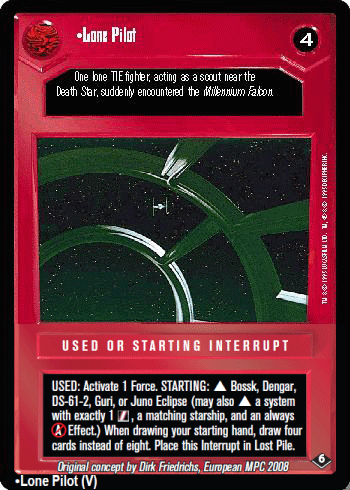 •Lone Pilot
4
One lone TIE fighter, acting as a scout near the
Death Star, suddenly encountered the Millennium Falcon.
USED OR STARTING INTERRUPT
USED: Activate 1 Force. STARTING: ▲ Bossk, Dengar,
DS-61-2, Guri, or Juno Eclipse (may also ▲ a system
with exactly 1, a matching starship, and an always
Effect.) When drawing your starting hand, draw four
cards instead of eight. Place this Interrupt in Lost Pile.
6
Original concept by Dirk Friedrichs, European MPC 2008
•Lone Pilot (V)